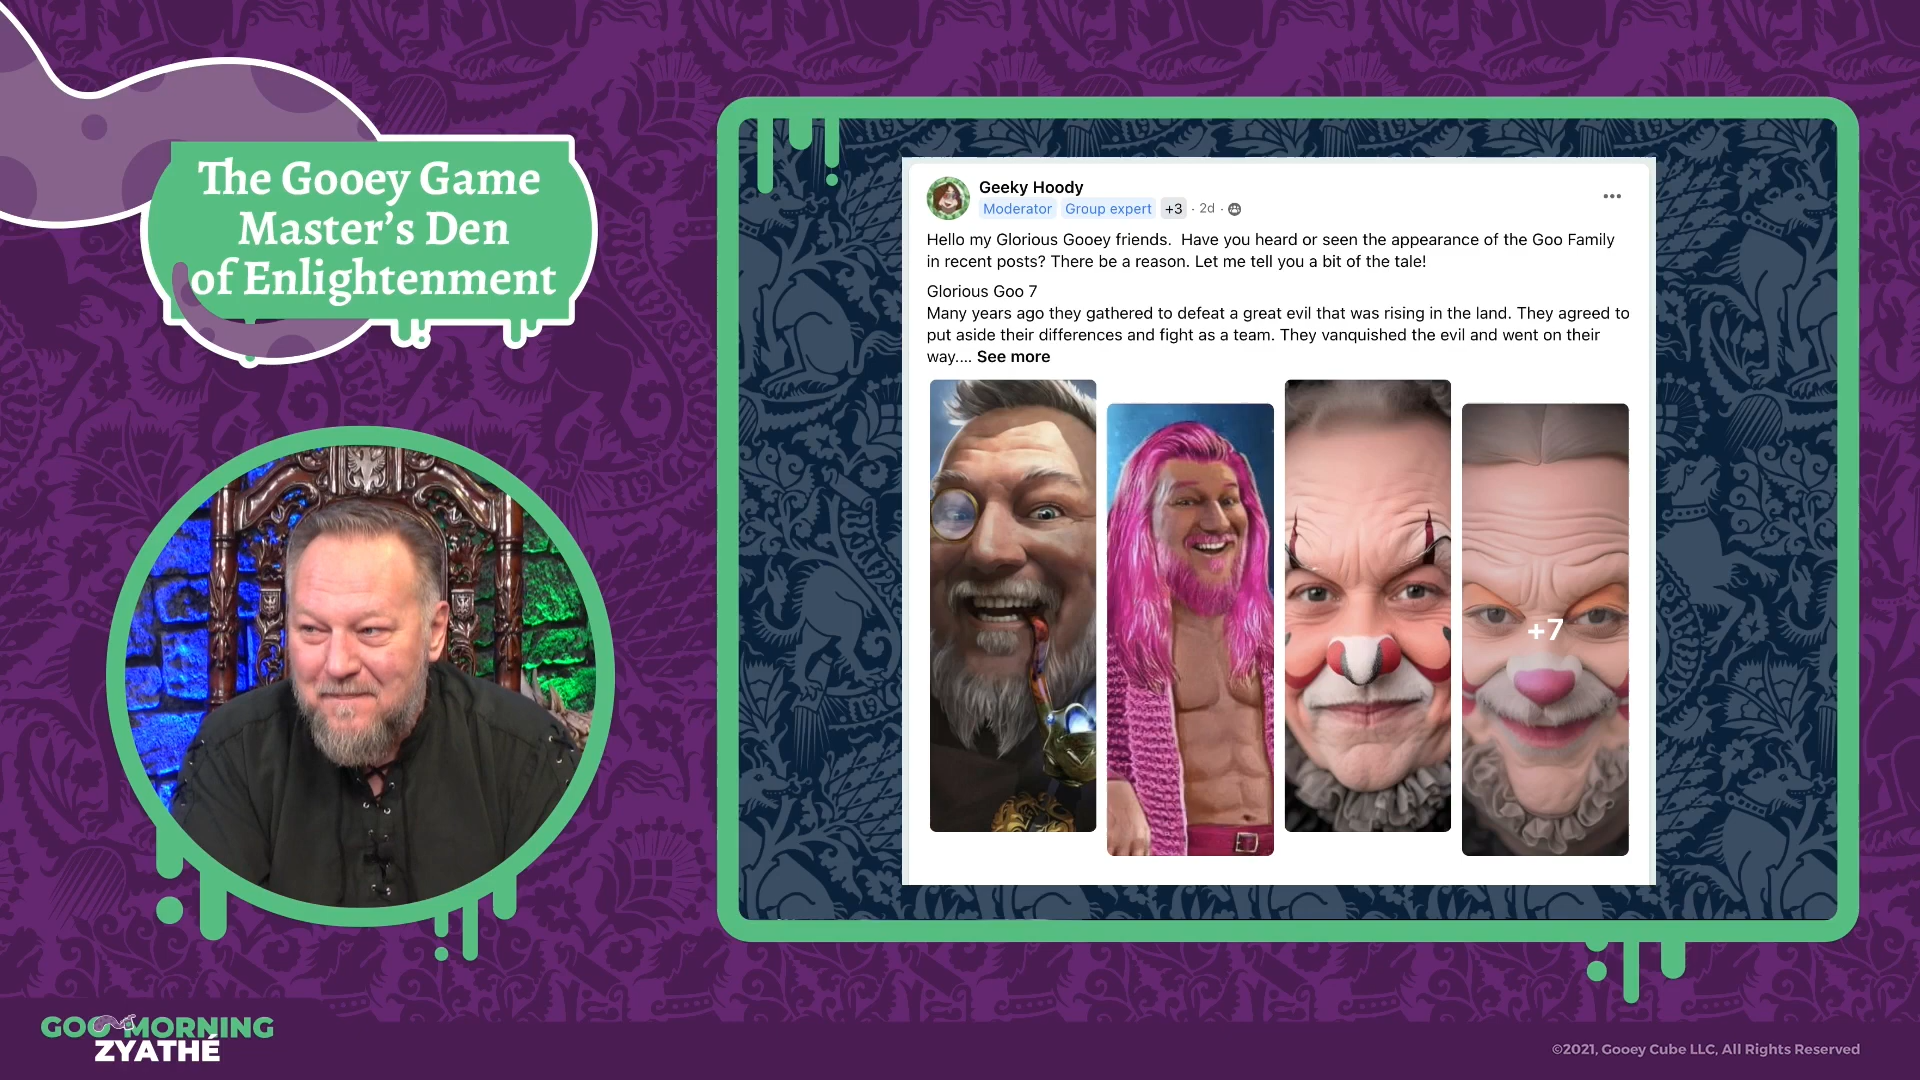 The Gooey Game
Master's Den
of Enlightenment
Geeky Hoody
Moderator Group expert +3 · 2d ·
Hello my Glorious Gooey friends. Have you heard or seen the appearance of the Goo Family
in recent posts? There be a reason. Let me tell you a bit of the tale!
Glorious Goo 7
Many years ago they gathered to defeat a great evil that was rising in the land. They agreed to
put aside their differences and fight as a team. They vanquished the evil and went on their
way.... See more
+7
GOO MORNING
ZYATHÉ
©2021, Gooey Cube LLC, All Rights Reserved